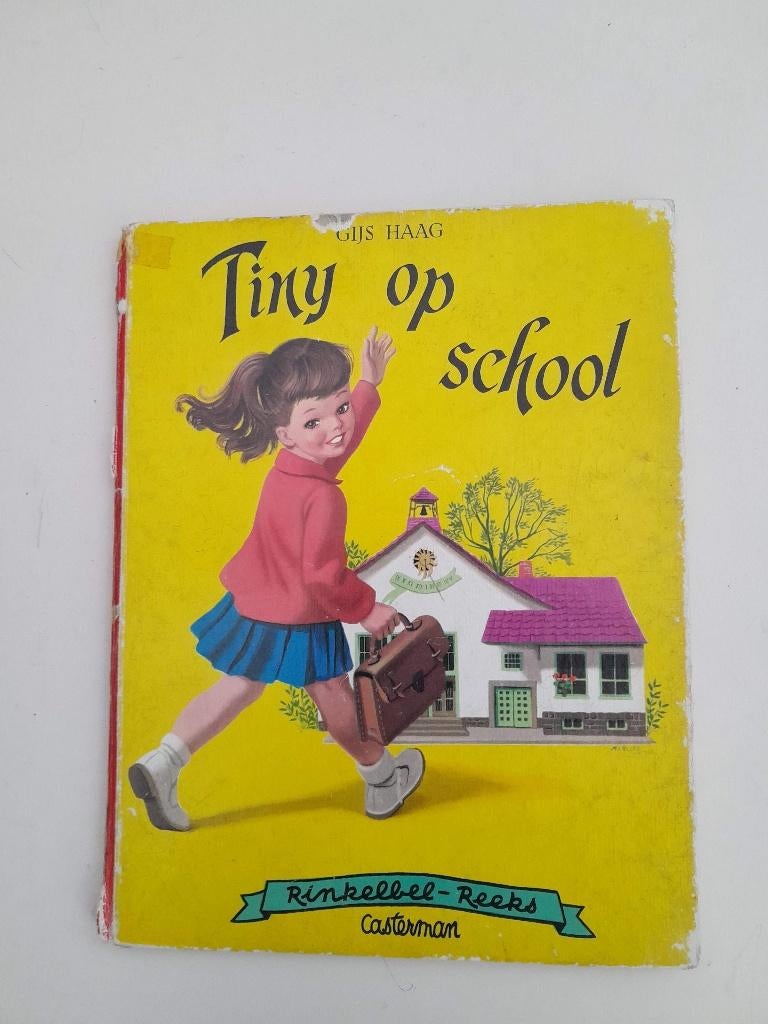 GIJS HAAG
Tiny op
school
Rinkelbel-Reeks
Casterman